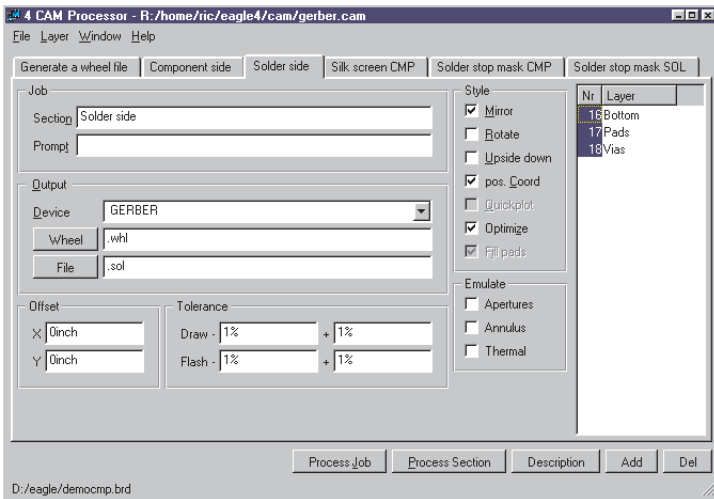 4 CAM Processor - R:/home/ric/eagle4/cam/gerber.cam
File Layer Window Help
Generate a wheel file Component side Solder side Silk screen CMP Solder stop mask CMP Solder stop mask SOL
Job
Section Solder side
Prompt
Output
Device GERBER
Wheel .whl
File .sol
Offset
X 0inch
Y 0inch
Tolerance
Draw - 1% + 1%
Flash - 1% + 1%
Style
Mirror
Rotate
Upside down
pos. Coord
Quickplot
Optimize
Fill pads
Emulate
Apertures
Annulus
Thermal
Nr Layer
16 Bottom
17 Pads
18 Vias
Process Job Process Section Description Add Del
D:/eagle/democmp.brd